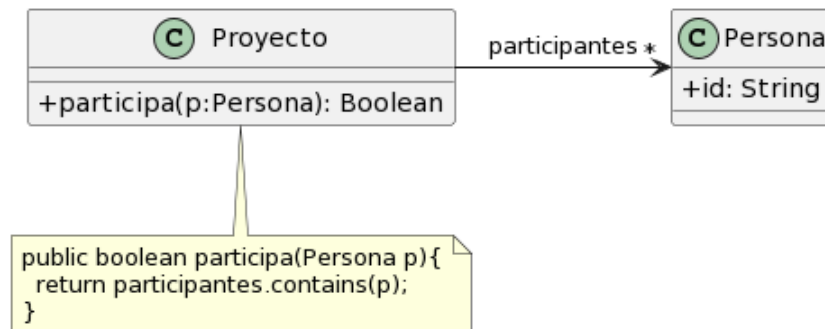 C Proyecto
+participa(p:Persona): Boolean
participantes *
C Persona
+id: String
public boolean participa(Persona p){
return participantes.contains(p);
}